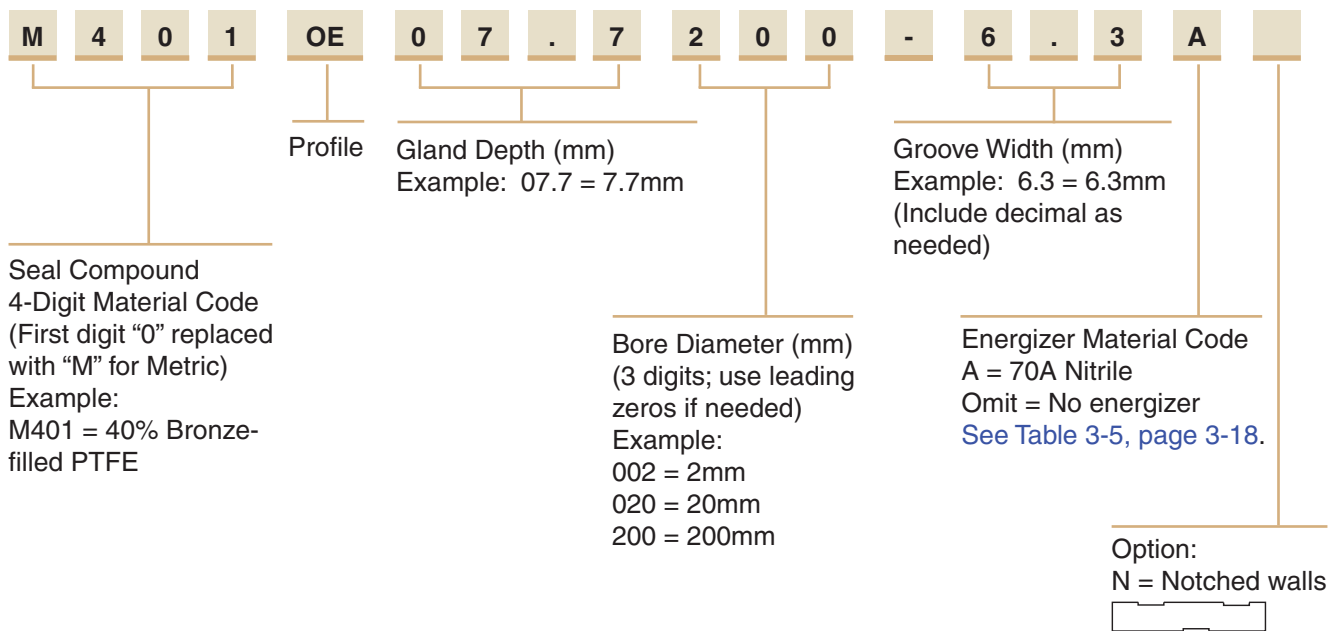 M 4 0 1 OE 0 7 . 7 2 0 0 - 6 . 3 A
Profile
Gland Depth (mm)
Example: 07.7 = 7.7mm
Groove Width (mm)
Example: 6.3 = 6.3mm
(Include decimal as
needed)
Seal Compound
4-Digit Material Code
(First digit “0” replaced
with “M” for Metric)
Example:
M401 = 40% Bronze-
filled PTFE
Bore Diameter (mm)
(3 digits; use leading
zeros if needed)
Example:
002 = 2mm
020 = 20mm
200 = 200mm
Energizer Material Code
A = 70A Nitrile
Omit = No energizer
See Table 3-5, page 3-18.
Option:
N = Notched walls